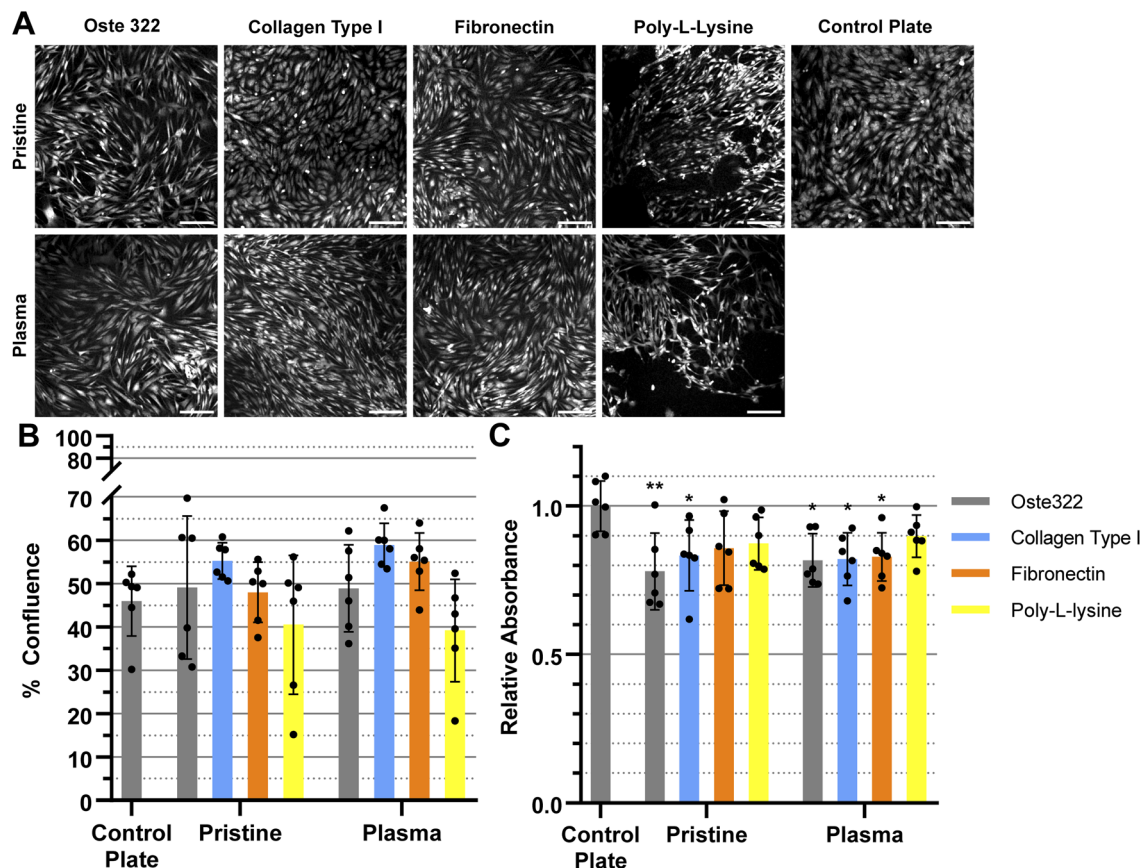 A
Oste 322 Collagen Type I Fibronectin Poly-L-Lysine Control Plate
Pristine
Plasma
B
% Confluence
100
80
70
60
50
40
30
20
10
0
Control Plate Pristine Plasma
C
Relative Absorbance
1.0
0.5
0.0
** * * * *
Control Plate Pristine Plasma
Oste322
Collagen Type I
Fibronectin
Poly-L-lysine